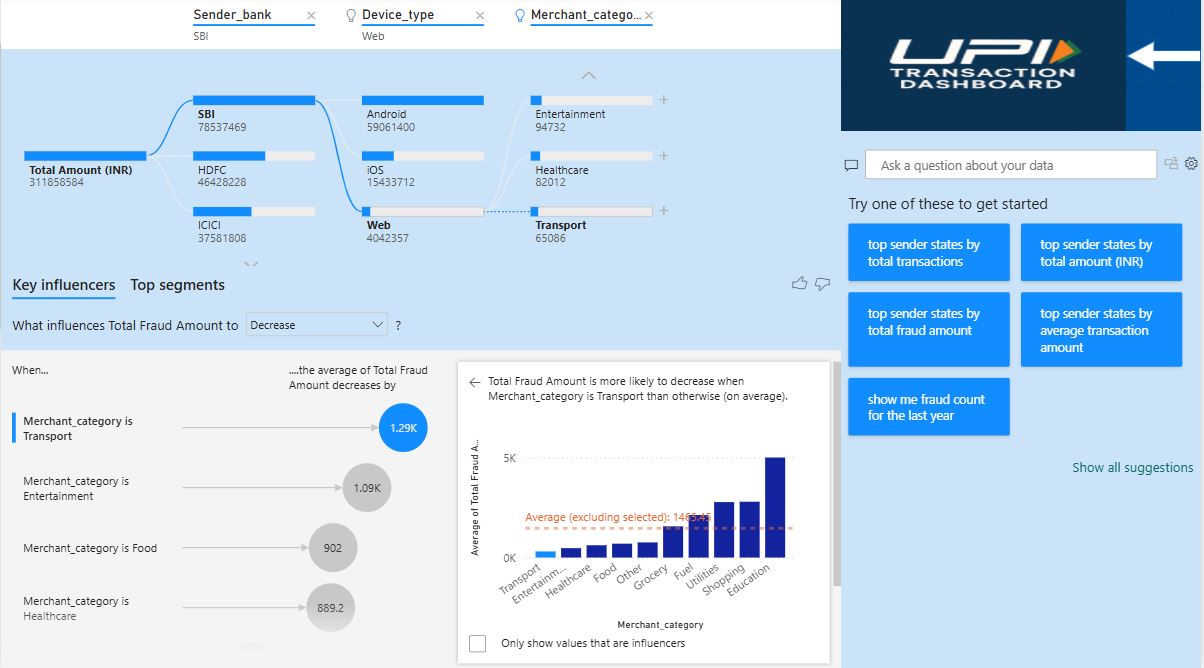 Sender_bank
SBI
Device_type
Web
Merchant_catego...
SBI
78537469
Android
59061400
Entertainment
94732
Total Amount (INR)
311858584
HDFC
46428228
iOS
15433712
Healthcare
82012
ICICI
37581808
Web
4042357
Transport
65086
Key influencers
Top segments
What influences Total Fraud Amount to
Decrease
?
When...
....the average of Total Fraud
Amount decreases by
Merchant_category is
Transport
1.29K
Merchant_category is
Entertainment
1.09K
Merchant_category is Food
902
Merchant_category is
Healthcare
889.2
Total Fraud Amount is more likely to decrease when
Merchant_category is Transport than otherwise (on average).
Average of Total Fraud A...
5K
Average (excluding selected): 1465.45
0K
Transport
Entertainm...
Healthcare
Food
Other
Grocery
Fuel
Utilities
Shopping
Education
Merchant_category
Only show values that are influencers
UPI
TRANSACTION
DASHBOARD
Ask a question about your data
Try one of these to get started
top sender states by
total transactions
top sender states by
total amount (INR)
top sender states by
total fraud amount
top sender states by
average transaction
amount
show me fraud count
for the last year
Show all suggestions